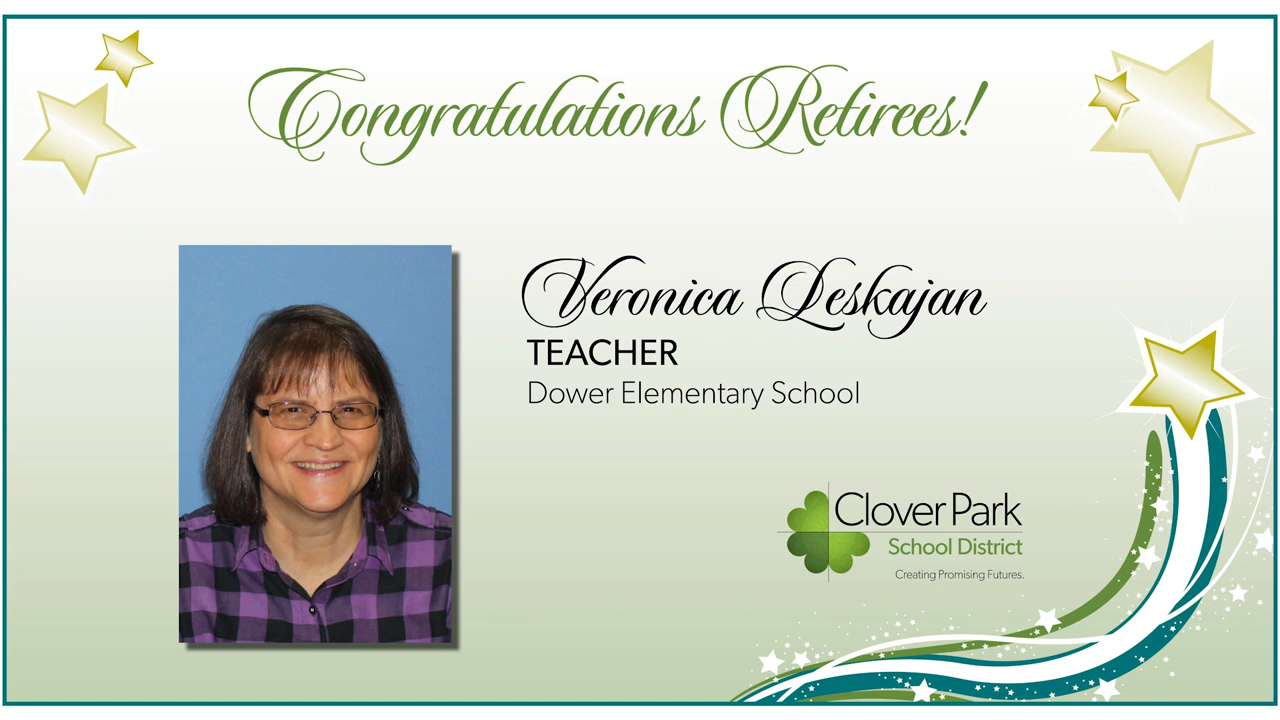 Congratulations Retirees!
Veronica Leskajan
TEACHER
Dower Elementary School
Clover Park
School District
Creating Promising Futures.